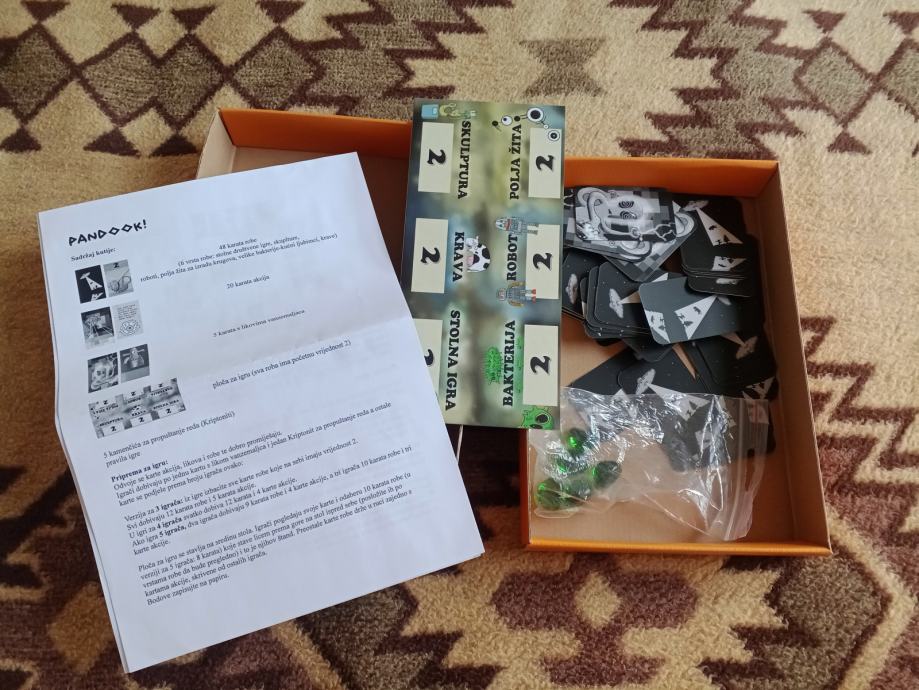 PANDOOK!
Sadržaj kutije:
48 karata robe
(6 vrsta robe: stolne društvene igre, skulpture,
roboti, polja žita za izradu krugova, velike bakterije-kućni ljubimci, krave)
20 karata akcija
5 karata s likovima vanzemaljaca
ploča za igru (sva roba ima početnu vrijednost 2)
5 kamenčića za propuštanje reda (Kriptoniti)
pravila igre
Priprema za igru:
Odvoje se karte akcija, likova i robe te dobro promiješaju.
Igrači dobivaju po jednu kartu s likom vanzemaljca i jedan Kriptonit za propuštanje reda a ostale
karte se podjele prema broju igrača ovako:
Verzija za 3 igrača: iz igre izbacite sve karte robe koje na sebi imaju vrijednost 2.
Svi dobivaju 12 karata robe i 5 karata akcije.
U igri za 4 igrača svatko dobiva 12 karata i 4 karte akcije.
Ako igra 5 igrača, dva igrača dobivaju 9 karata robe i 4 karte akcije, a tri igrača 10 karata robe i tri
karte akcije.
Ploča za igru se stavlja na sredinu stola. Igrači pogledaju svoje karte i odaberu 10 karata robe (u
verziji za 5 igrača: 8 karata) koje stave licem prema gore na stol ispred sebe (posložite ih po
vrstama robe da bude pregledno) i to je njihov štand. Preostale karte robe drže u ruci zajedno s
kartama akcije, skrivene od ostalih igrača.
Bodove zapisujte na papiru.
SKULPTURA
2
POLJA ŽITA
2
KRAVA
2
ROBOT
2
STOLNA IGRA
2
BAKTERIJA
2